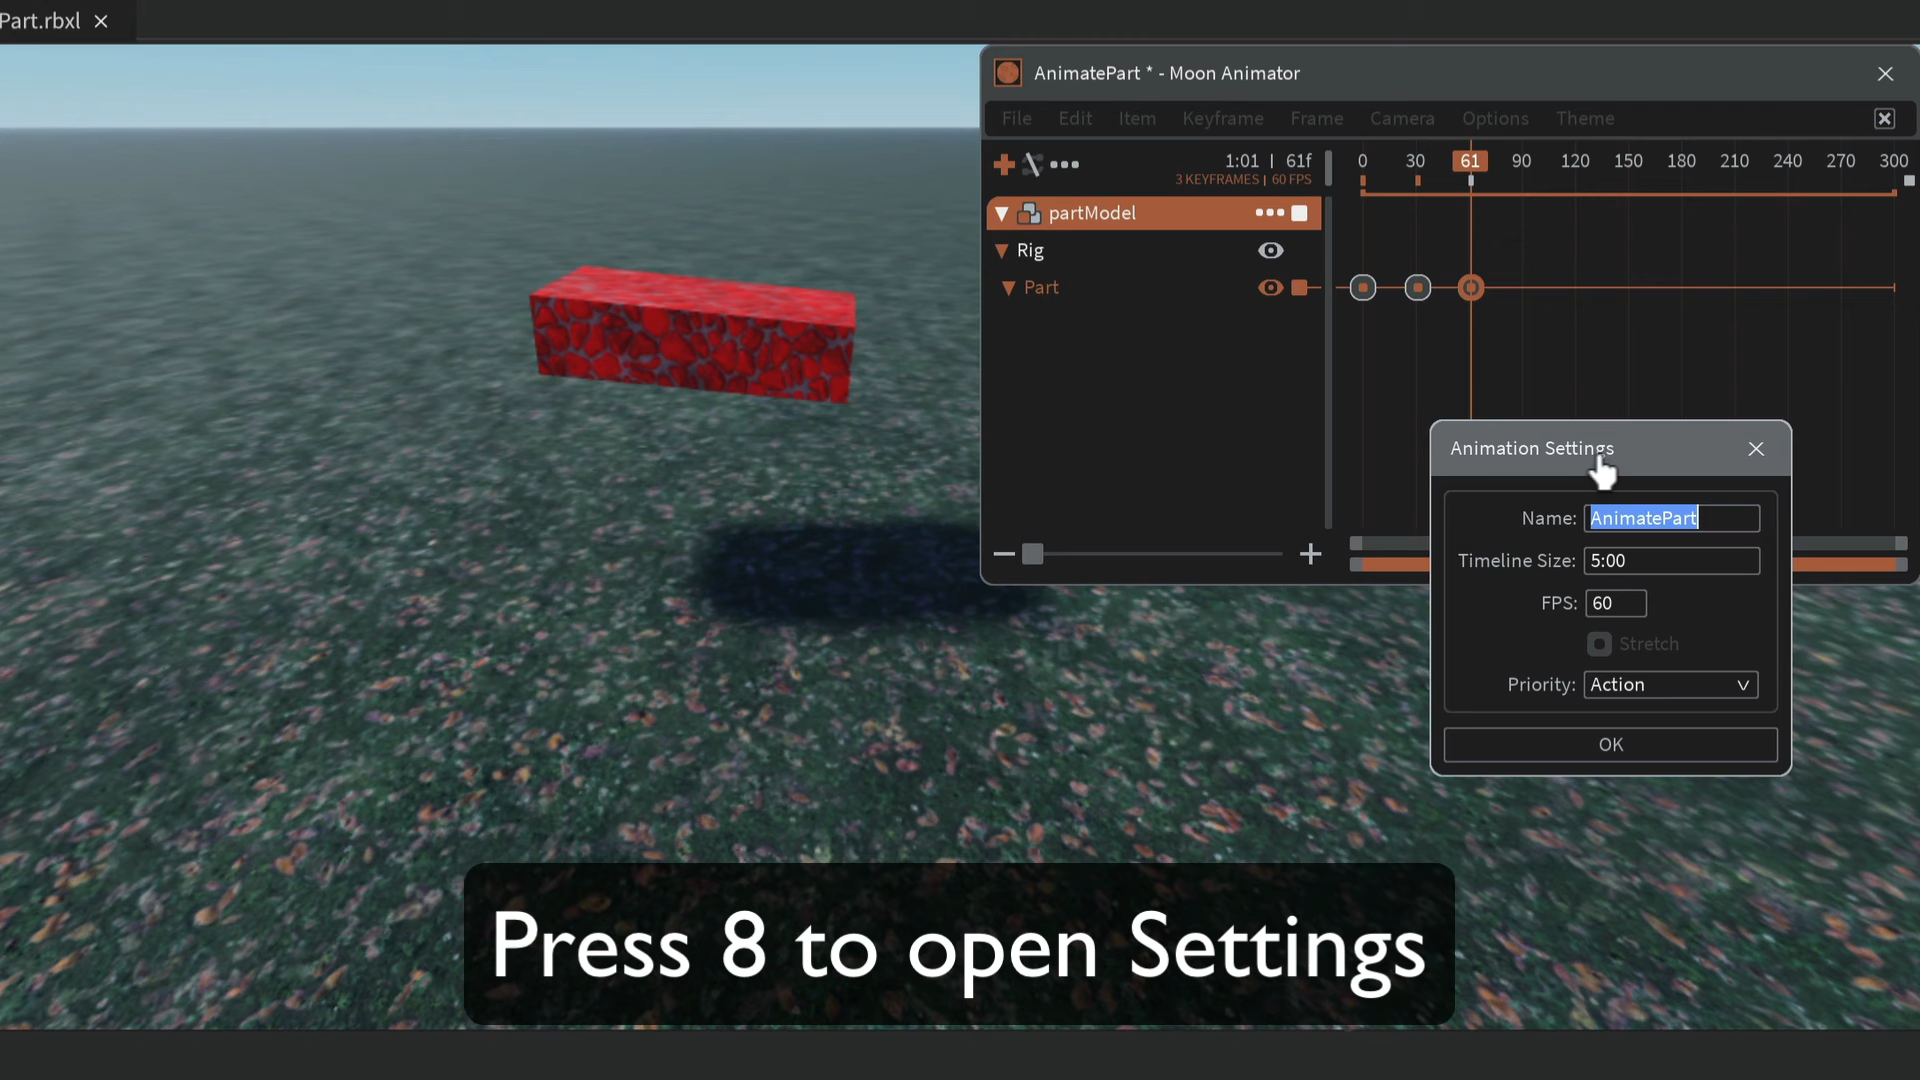 Part.rbxl
AnimatePart * - Moon Animator
File Edit Item Keyframe Frame Camera Options Theme
1:01 | 61f
3 KEYFRAMES | 60 FPS
0 30 61 90 120 150 180 210 240 270 300
partModel
Rig
Part
Animation Settings
Name: AnimatePart
Timeline Size: 5:00
FPS: 60
Stretch
Priority: Action
OK
Press 8 to open Settings